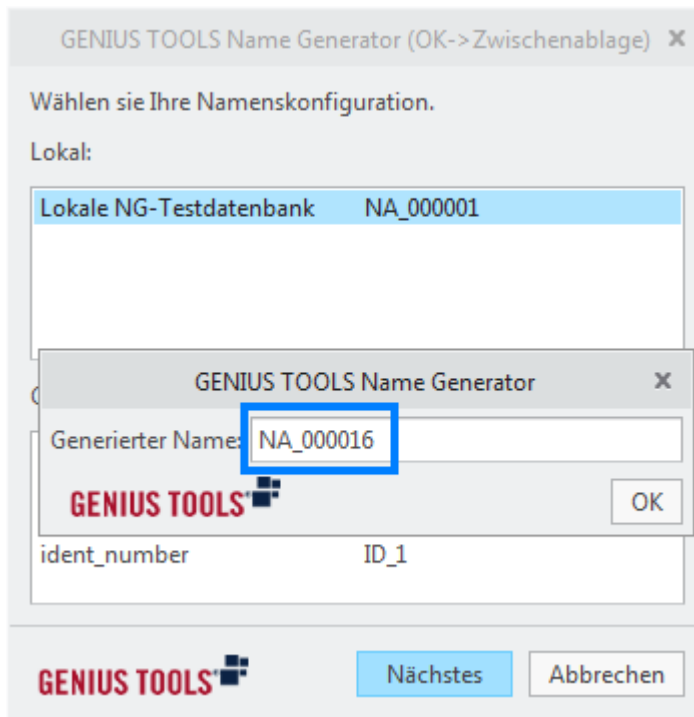 GENIUS TOOLS Name Generator (OK->Zwischenablage)
Wählen sie Ihre Namenskonfiguration.
Lokal:
Lokale NG-Testdatenbank NA_000001
GENIUS TOOLS Name Generator
Generierter Name: NA_000016
GENIUS TOOLS
OK
ident_number ID_1
GENIUS TOOLS
Nächstes Abbrechen